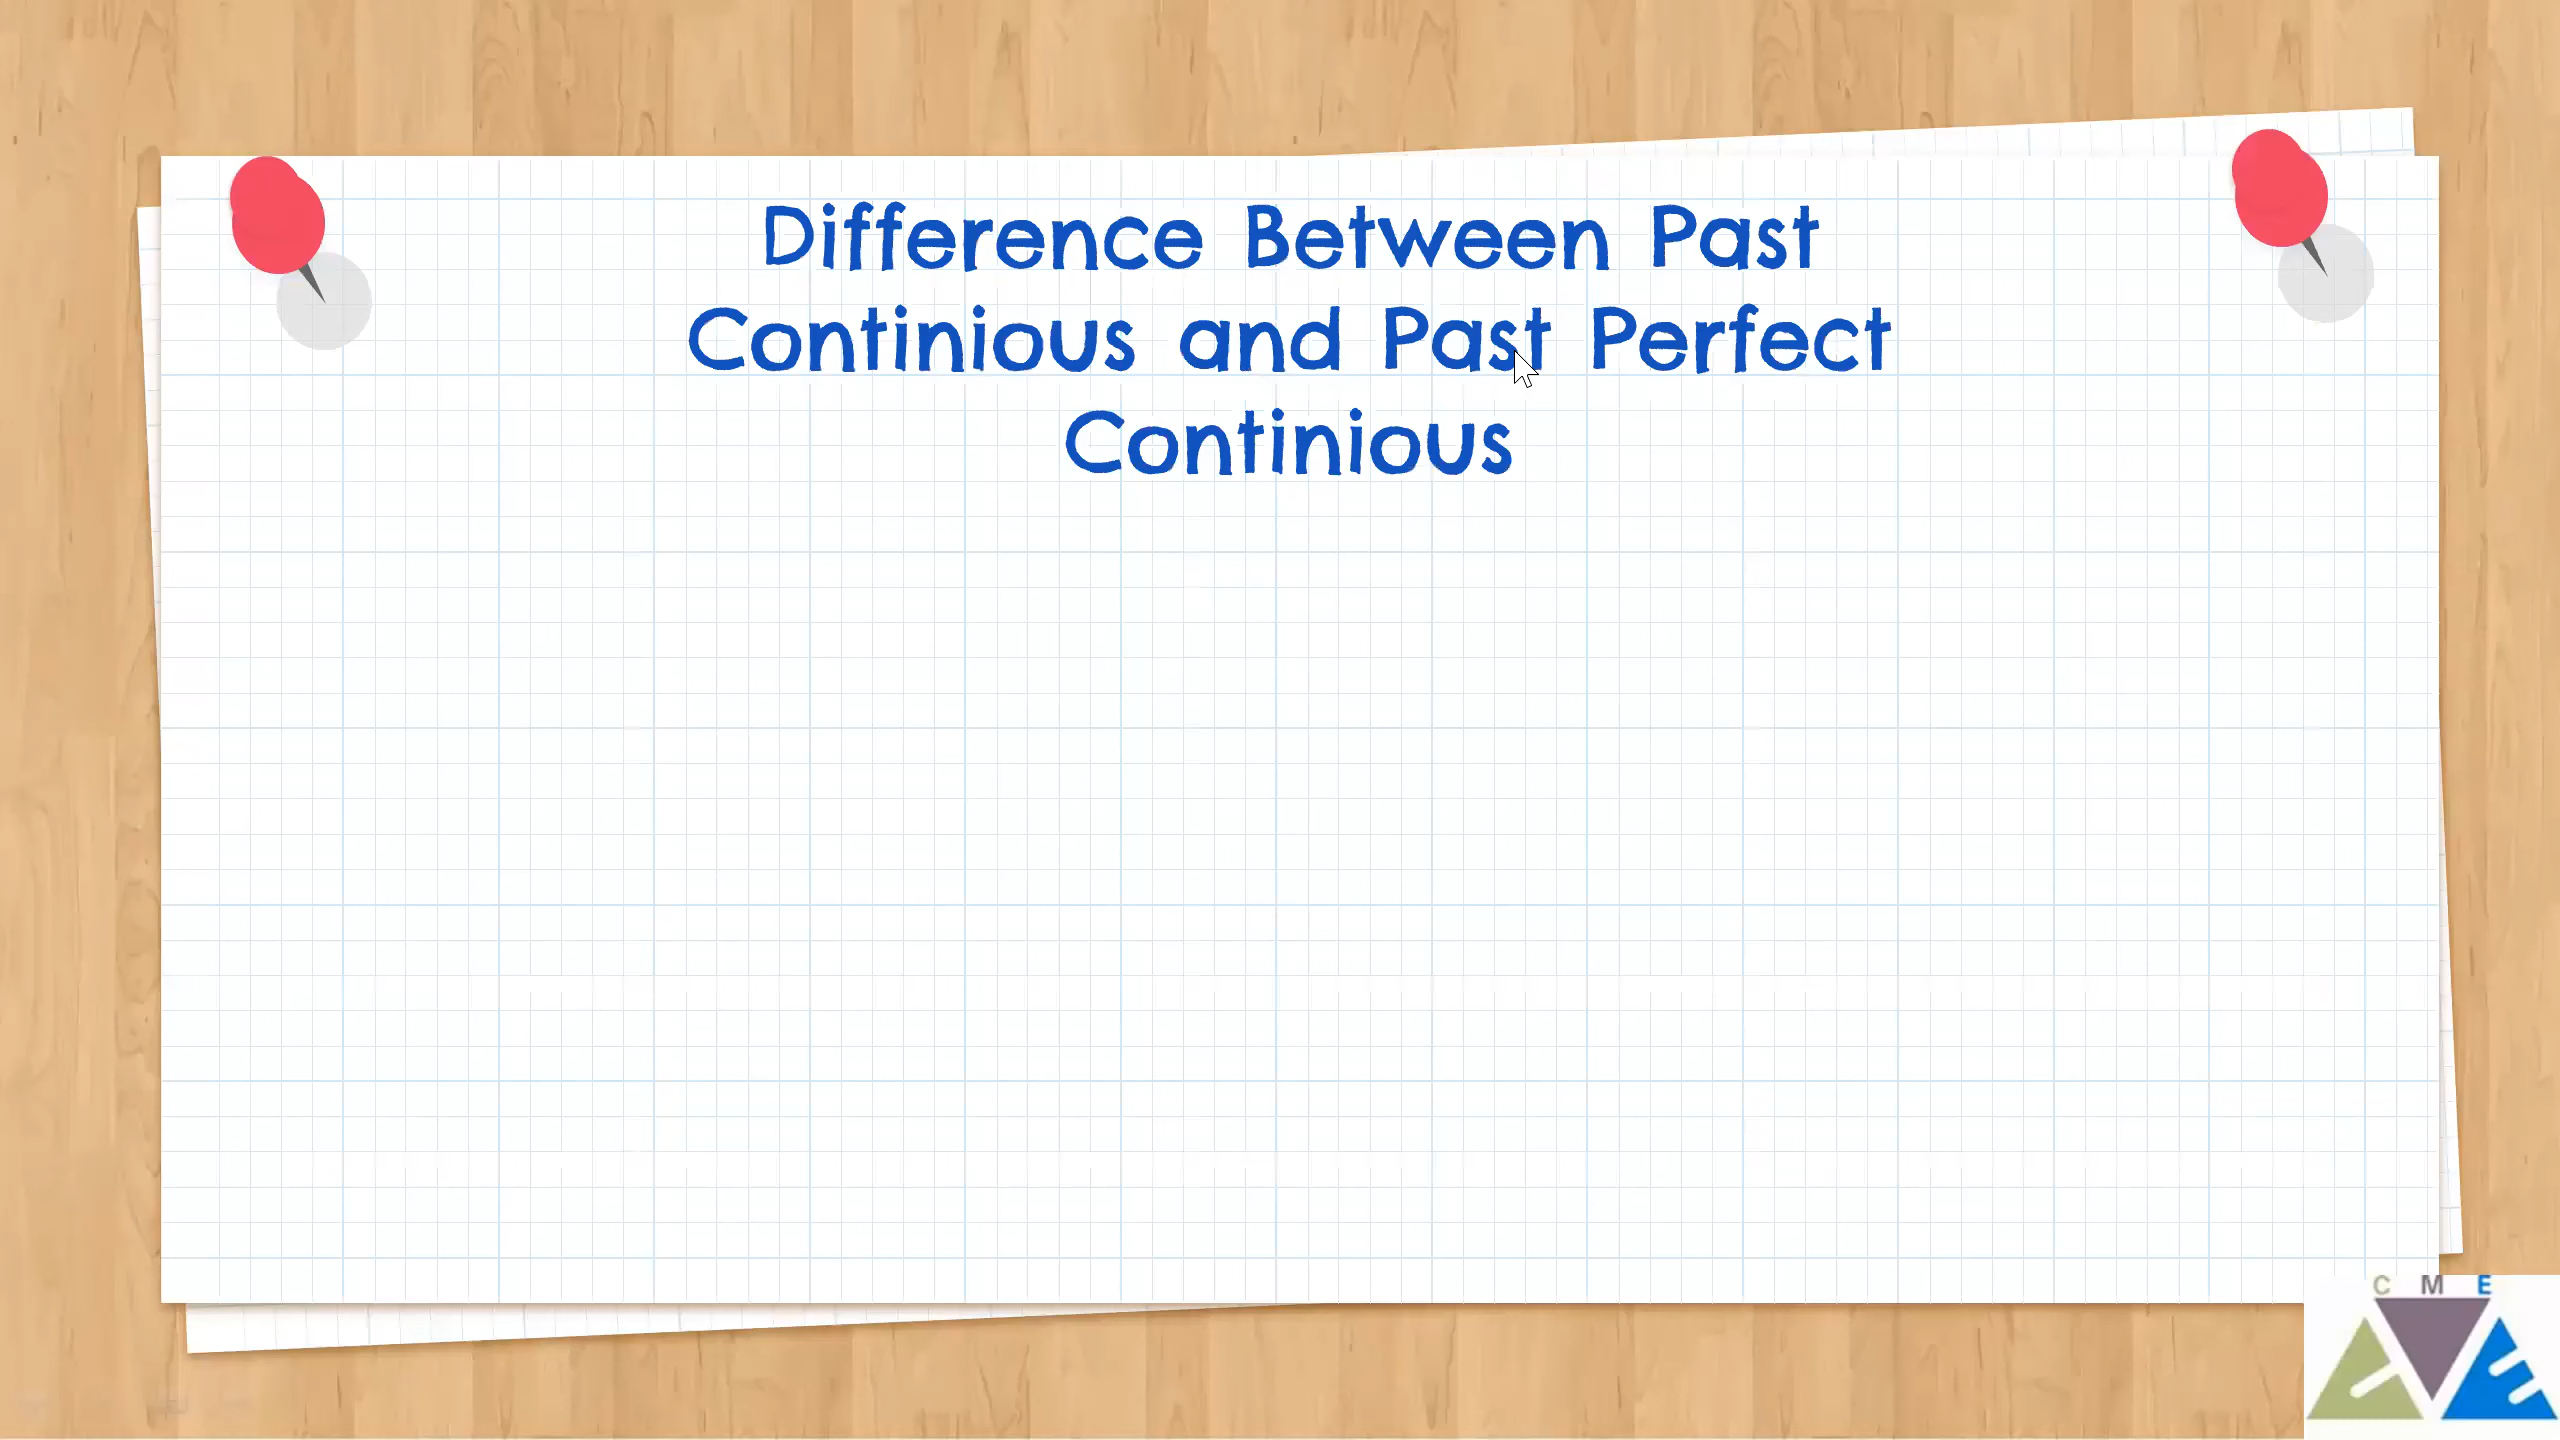 Difference Between Past
Continious and Past Perfect
Continious
C M E